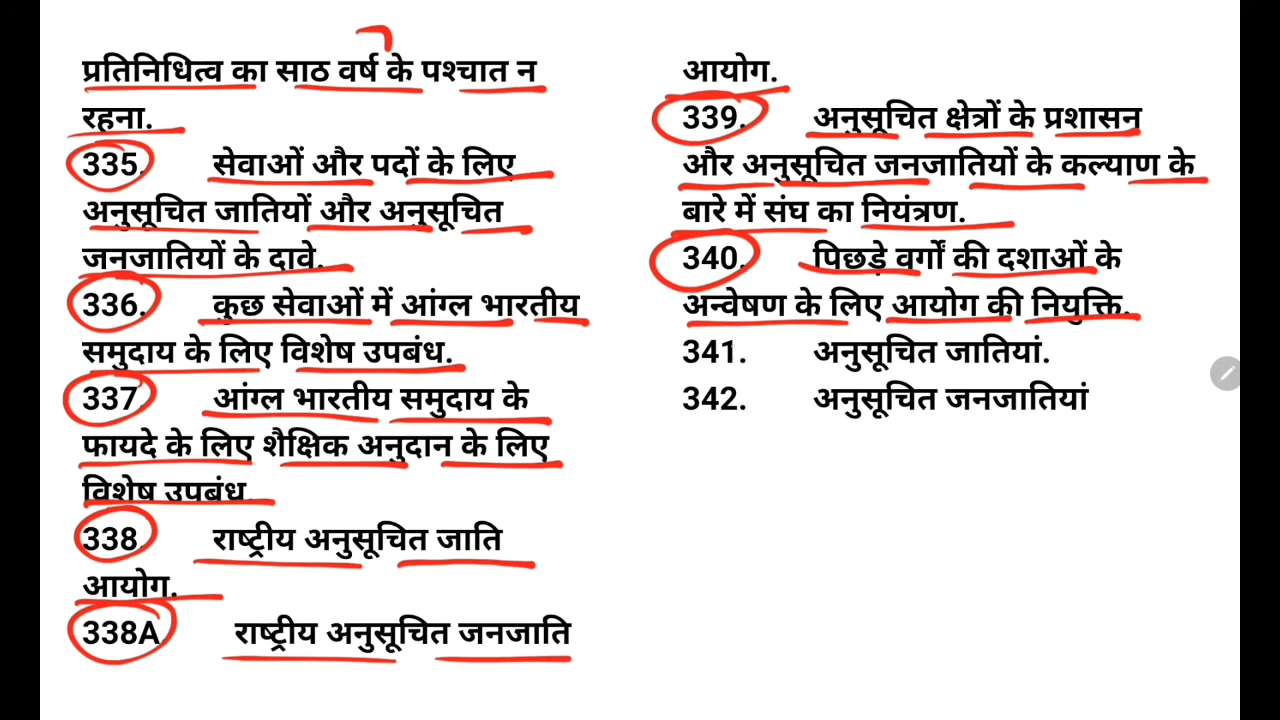 प्रतिनिधित्व का साठ वर्ष के पश्चात न
रहना.
335. सेवाओं और पदों के लिए
अनुसूचित जातियों और अनुसूचित
जनजातियों के दावे.
336. कुछ सेवाओं में आंग्ल भारतीय
समुदाय के लिए विशेष उपबंध.
337. आंग्ल भारतीय समुदाय के
फायदे के लिए शैक्षिक अनुदान के लिए
विशेष उपबंध.
338. राष्ट्रीय अनुसूचित जाति
आयोग.
338A. राष्ट्रीय अनुसूचित जनजाति
आयोग.
339. अनुसूचित क्षेत्रों के प्रशासन
और अनुसूचित जनजातियों के कल्याण के
बारे में संघ का नियंत्रण.
340. पिछड़े वर्गों की दशाओं के
अन्वेषण के लिए आयोग की नियुक्ति.
341. अनुसूचित जातियां.
342. अनुसूचित जनजातियां